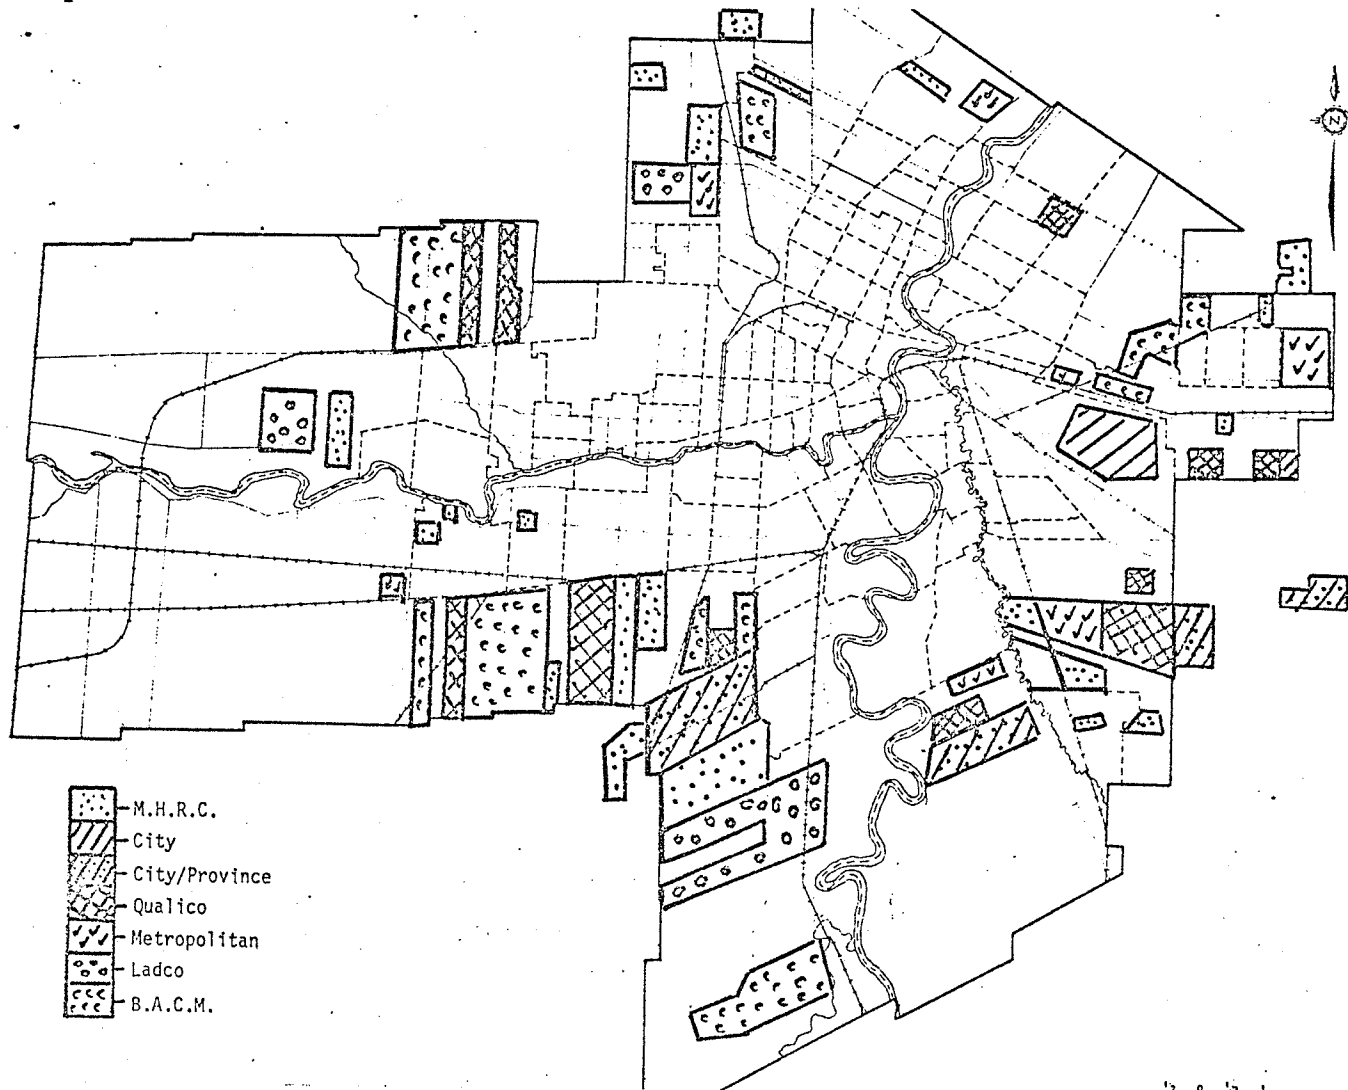 N
M.H.R.C.
City
City/Province
Qualico
Metropolitan
Ladco
B.A.C.M.